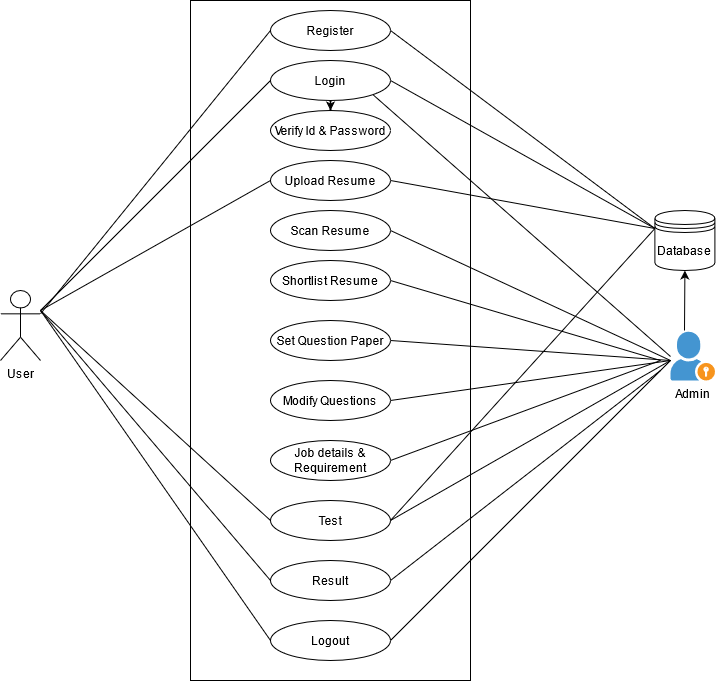 Register
Login
Verify Id & Password
Upload Resume
Scan Resume
Shortlist Resume
Set Question Paper
Modify Questions
Job details &
Requirement
Test
Result
Logout
User
Database
Admin